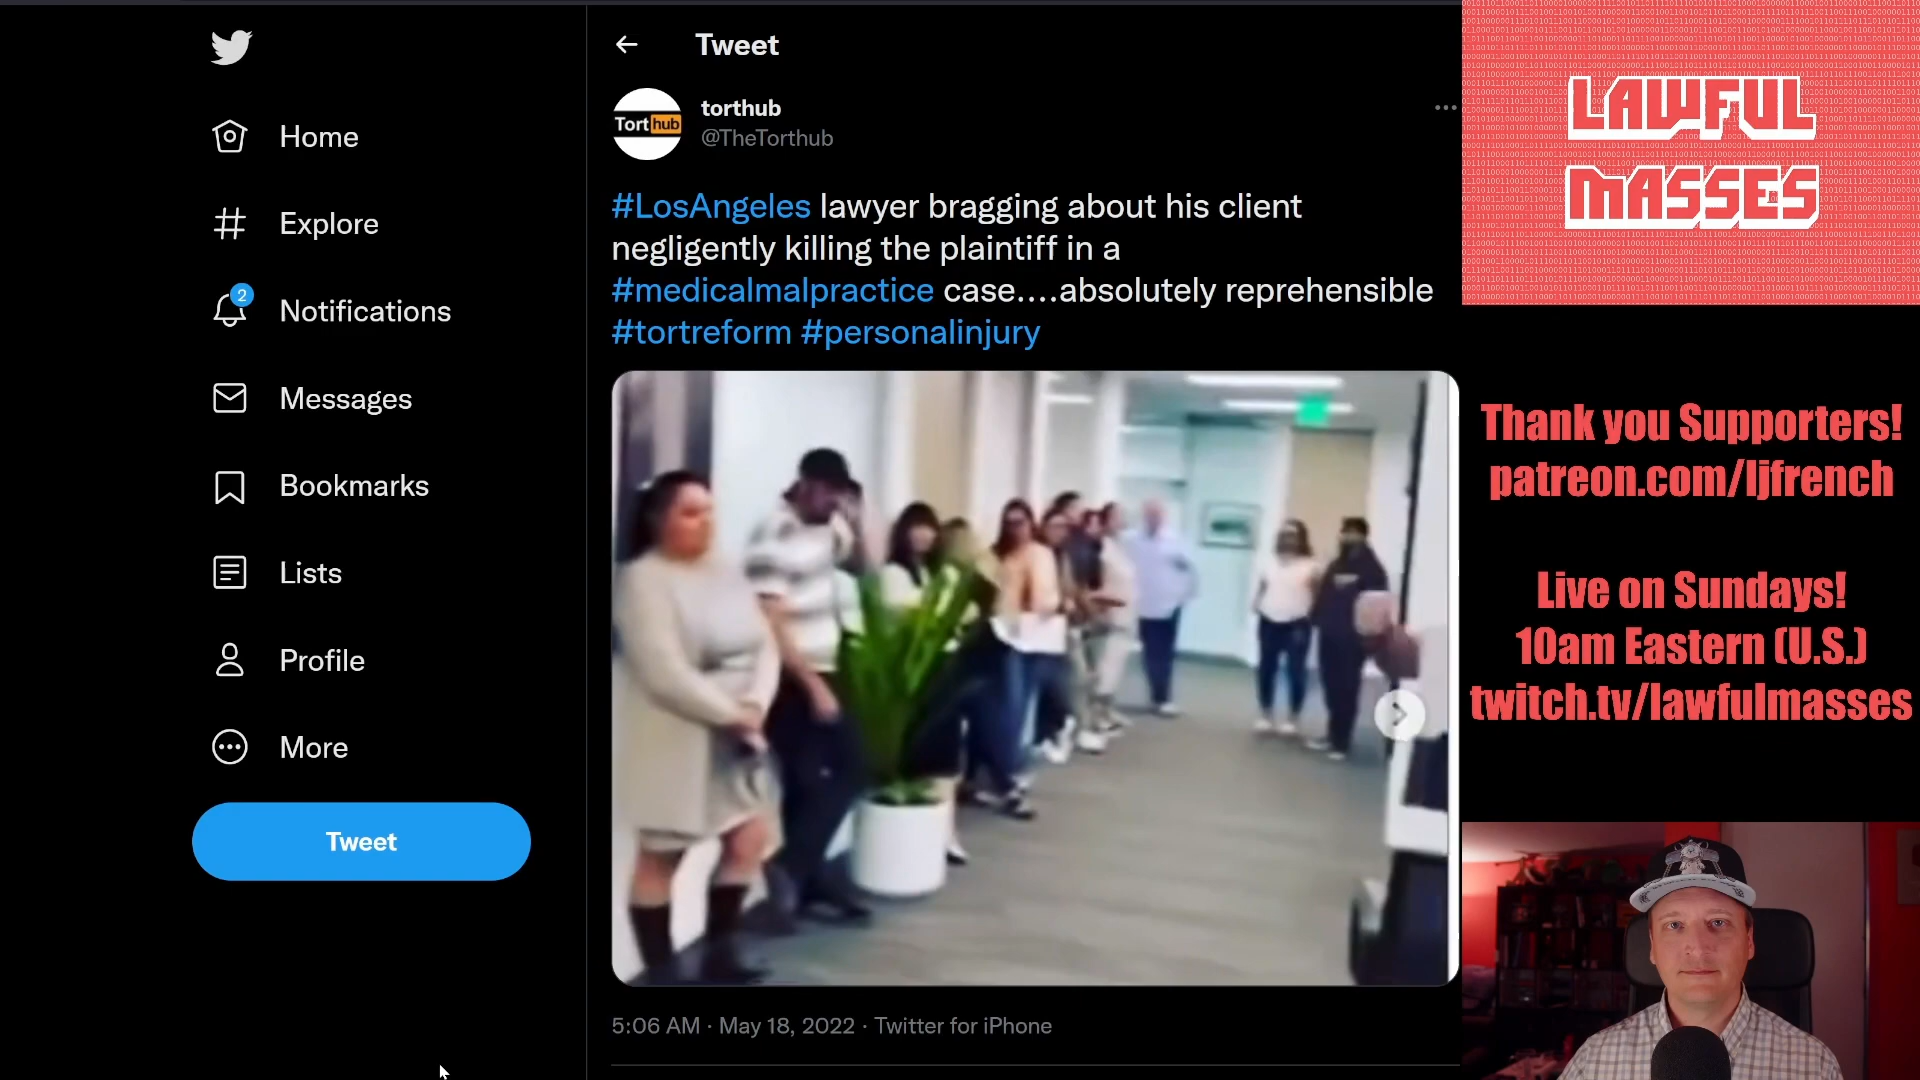 Tweet
Home
Explore
2
Notifications
Messages
Bookmarks
Lists
Profile
More
Tweet
Tort hub
torthub
@TheTorthub
#LosAngeles lawyer bragging about his client
negligently killing the plaintiff in a
#medicalmalpractice case....absolutely reprehensible
#tortreform #personalinjury
5:06 AM · May 18, 2022 · Twitter for iPhone
LAWFUL
MASSES
Thank you Supporters!
patreon.com/ljfrench
Live on Sundays!
10am Eastern (U.S.)
twitch.tv/lawfulmasses